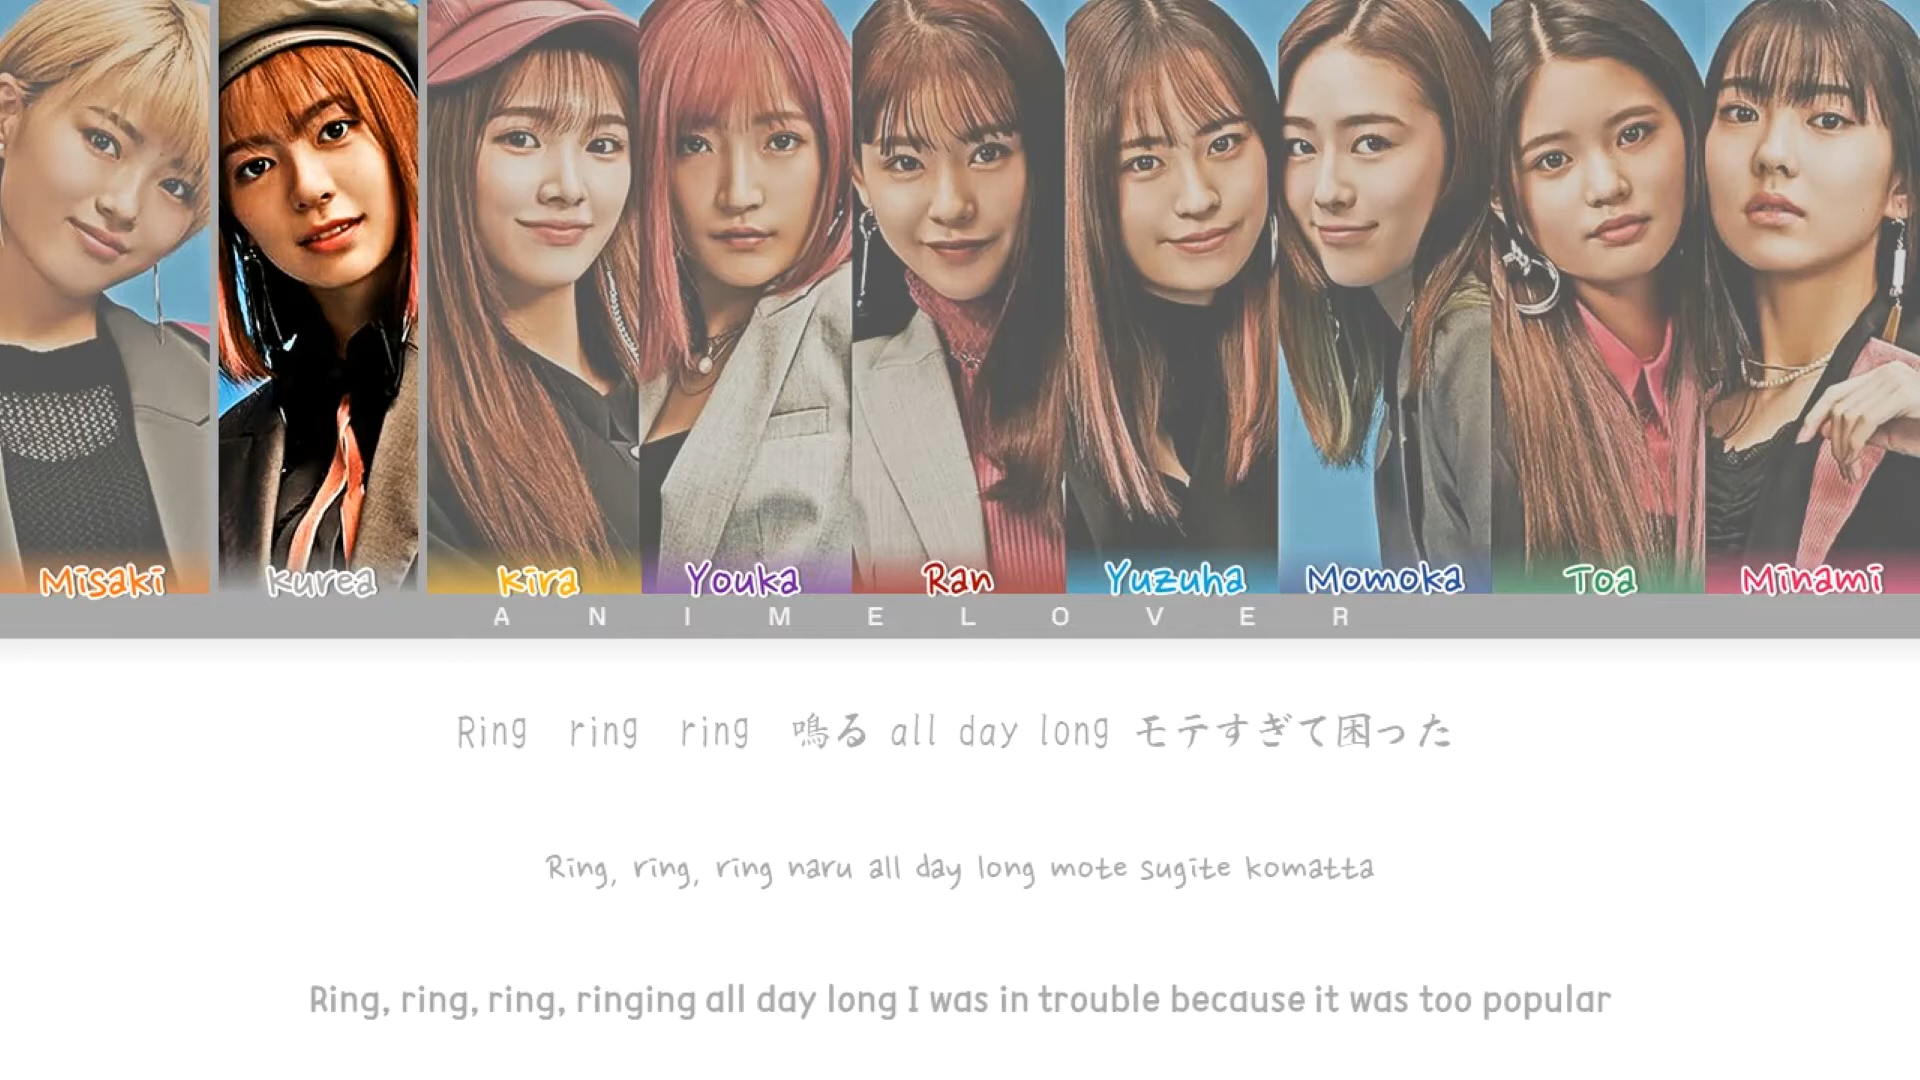 Misaki Kurea Kira Youka Ran Yuzuha Momoka Toa Minami
ANIMELOVER
Ring ring ring 鳴る all day long モテすぎて困った
Ring, ring, ring naru all day long mote sugite komatta
Ring, ring, ring, ringing all day long I was in trouble because it was too popular